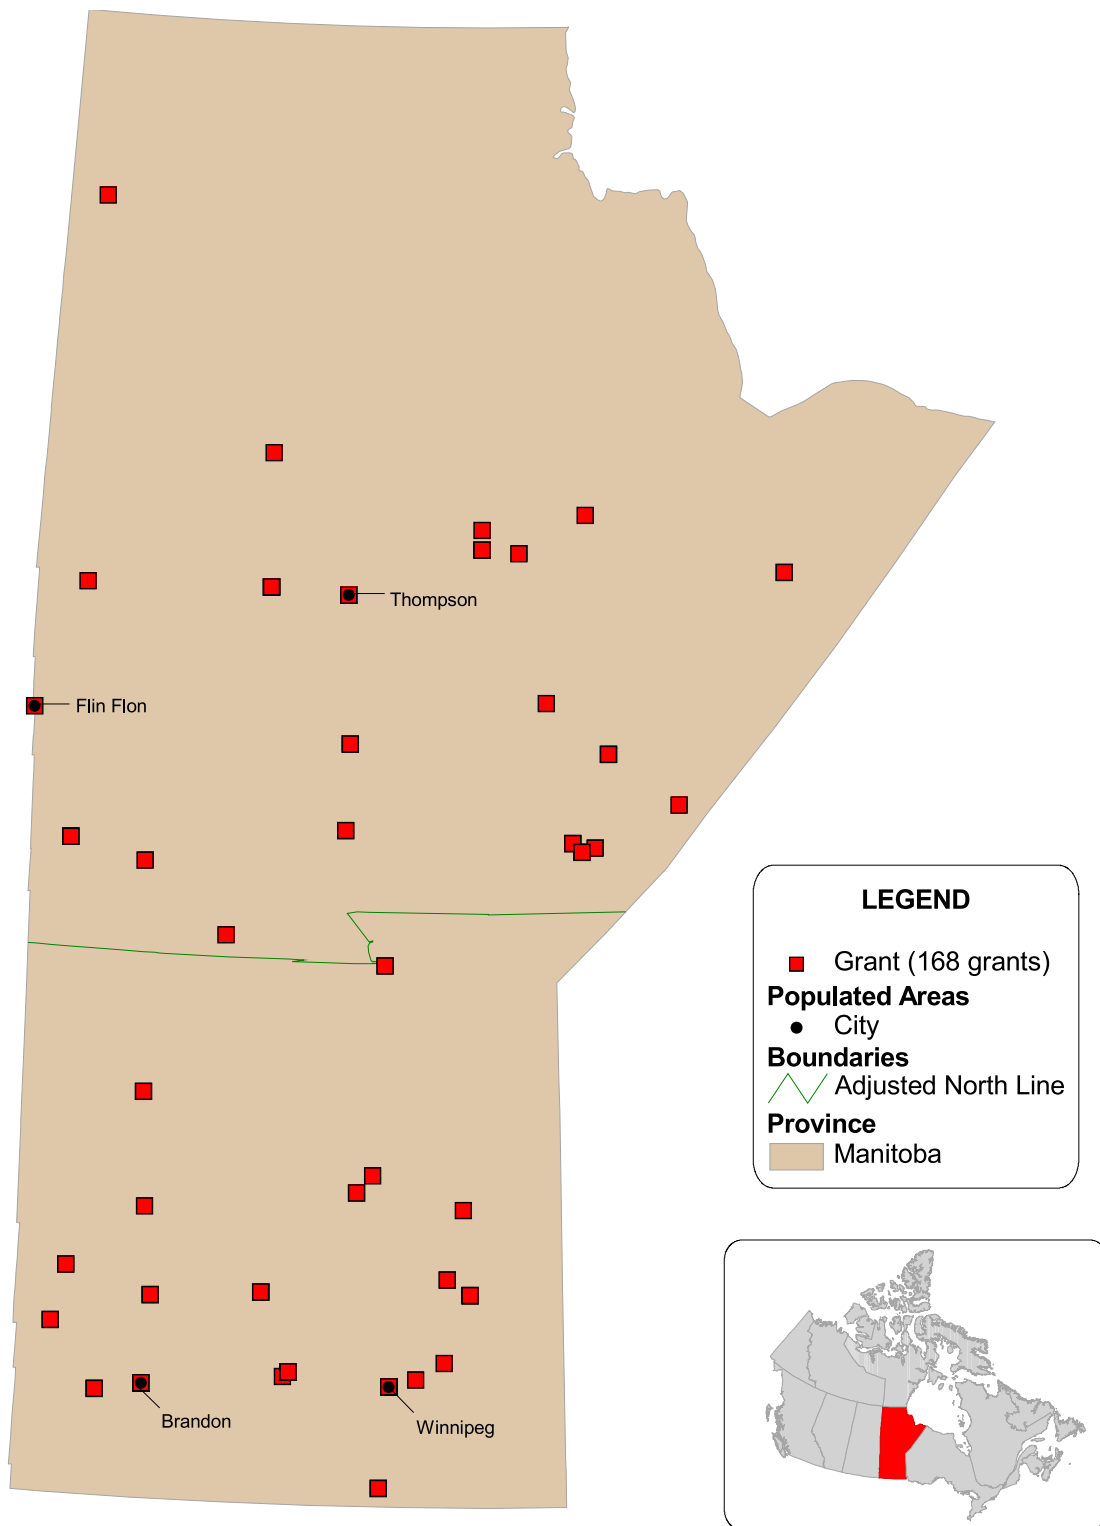 Thompson
Flin Flon
Brandon
Winnipeg
LEGEND
Grant (168 grants)
Populated Areas
City
Boundaries
Adjusted North Line
Province
Manitoba